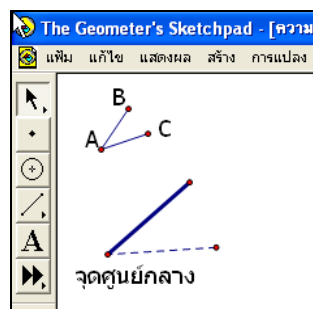 The Geometer's Sketchpad - [ความ
แฟ้ม แก้ไข แสดงผล สร้าง การแปลง
B
A C
A
จุดศูนย์กลาง